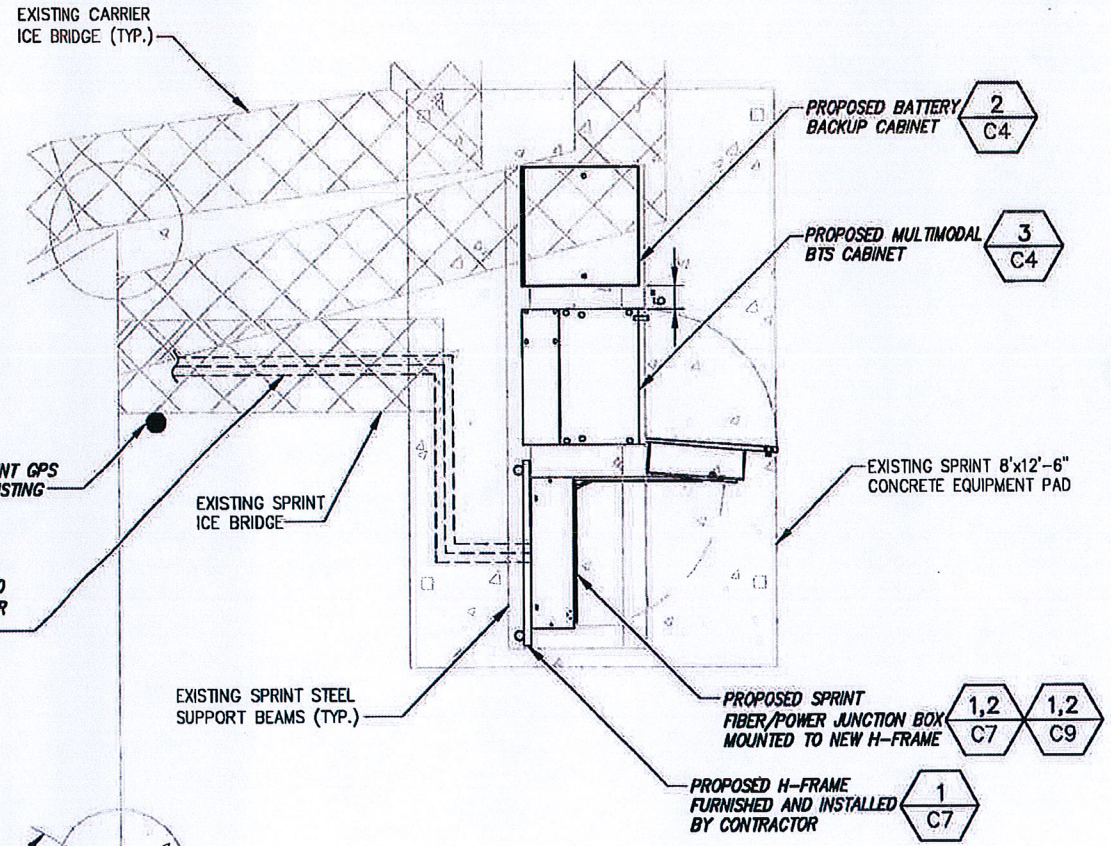 EXISTING CARRIER
ICE BRIDGE (TYP.)
PROPOSED BATTERY
BACKUP CABINET
2
C4
PROPOSED MULTIMODAL
BTS CABINET
3
C4
6"
NT GPS
ISTING
EXISTING SPRINT
ICE BRIDGE
EXISTING SPRINT 8'x12'-6"
CONCRETE EQUIPMENT PAD
R
EXISTING SPRINT STEEL
SUPPORT BEAMS (TYP.)
PROPOSED SPRINT
FIBER/POWER JUNCTION BOX
MOUNTED TO NEW H-FRAME
1,2
C7
1,2
C9
PROPOSED H-FRAME
FURNISHED AND INSTALLED
BY CONTRACTOR
1
C7